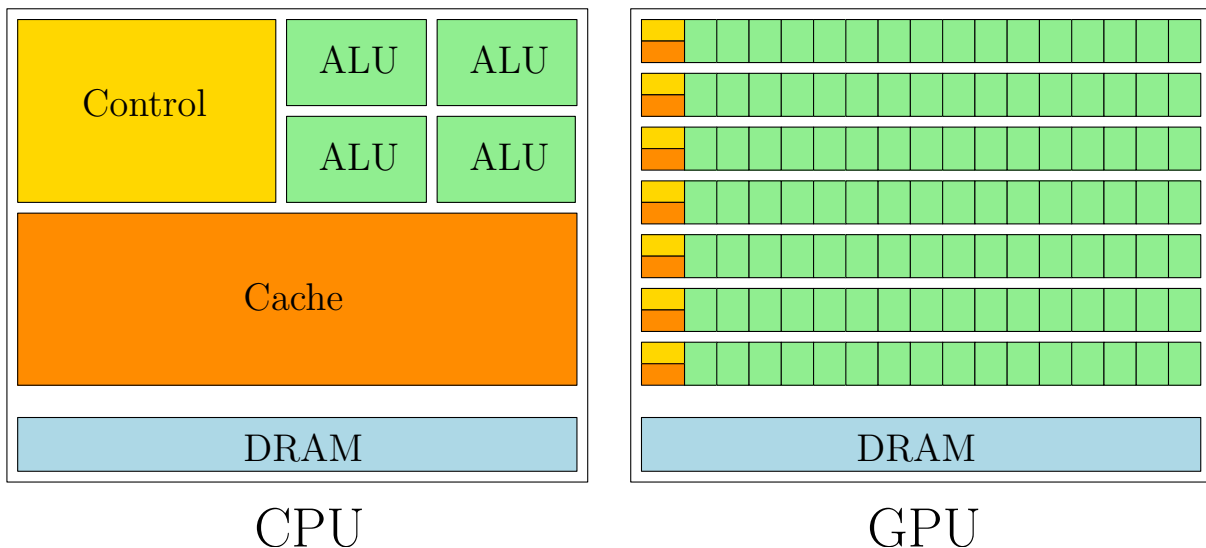 ALU ALU
Control
ALU ALU
Cache
DRAM
CPU
DRAM
GPU